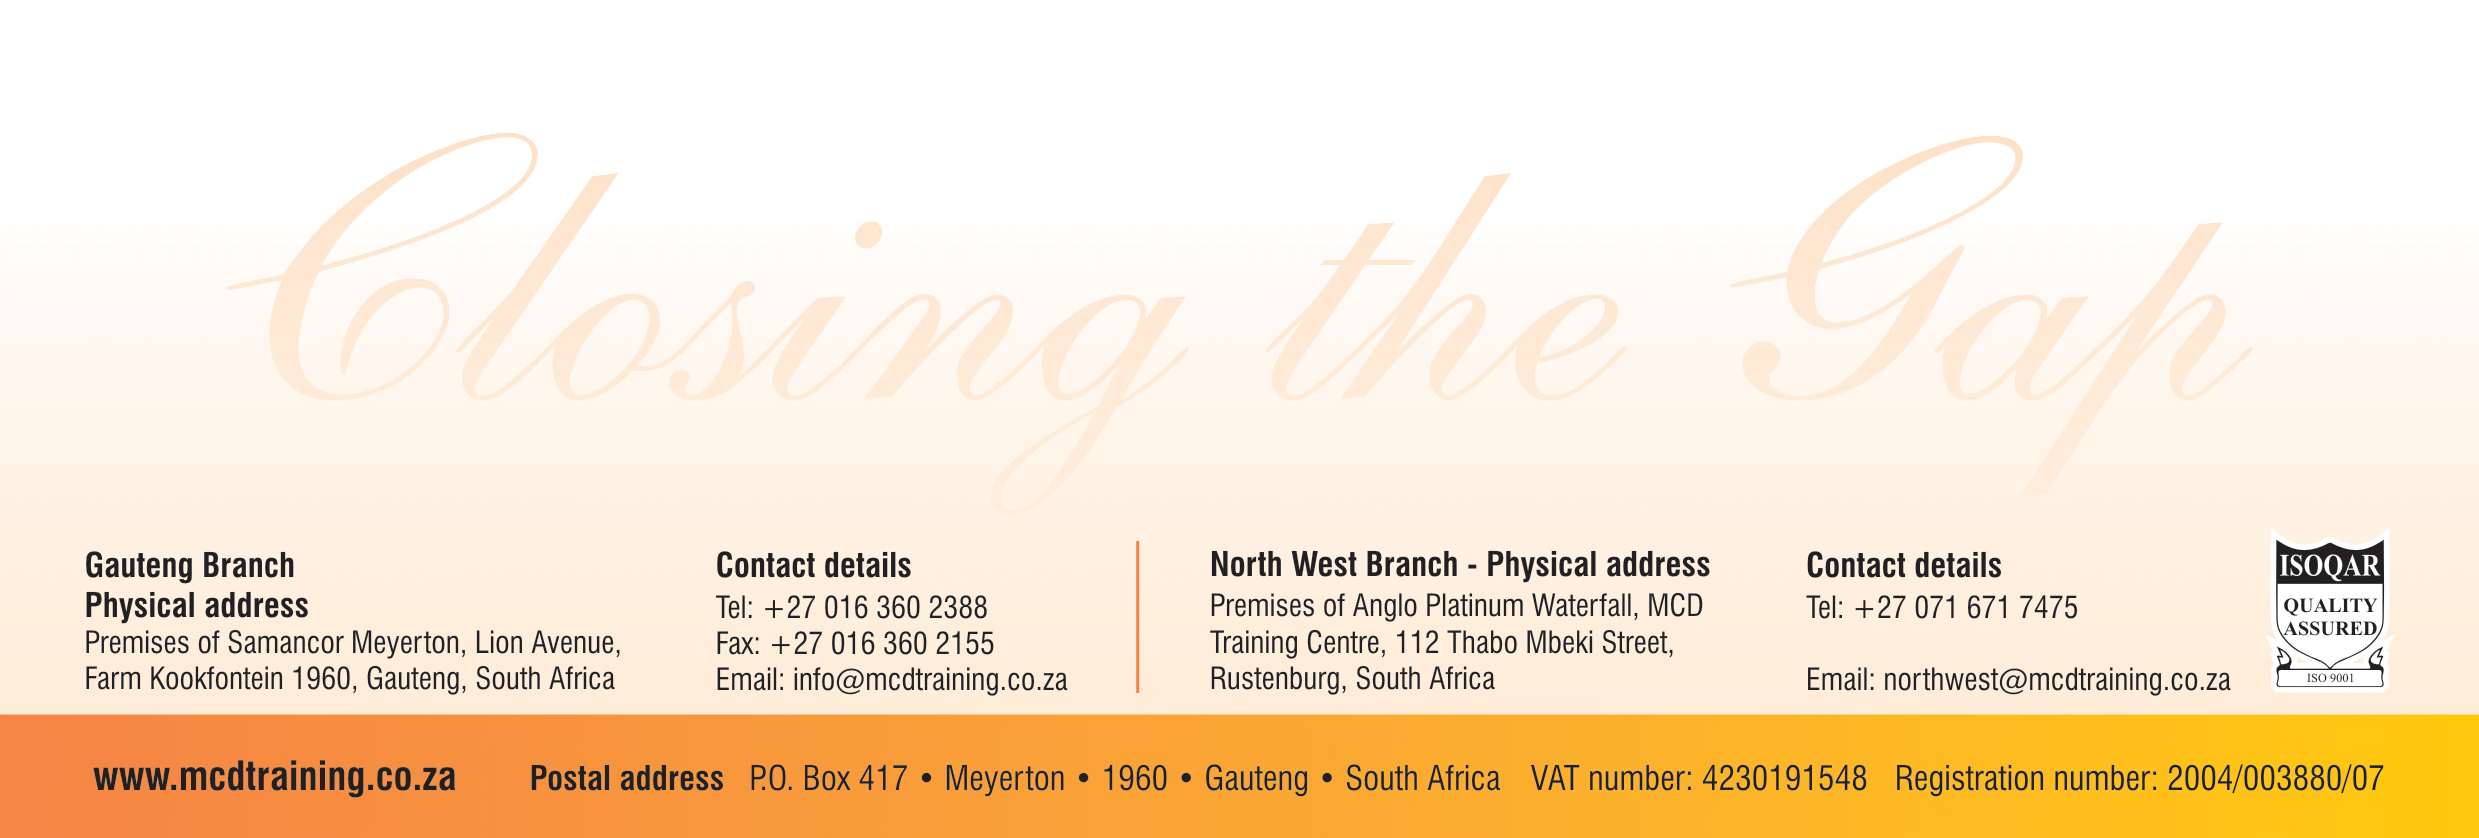 Closing the Gap
Gauteng Branch
Physical address
Premises of Samancor Meyerton, Lion Avenue,
Farm Kookfontein 1960, Gauteng, South Africa
Contact details
Tel: +27 016 360 2388
Fax: +27 016 360 2155
Email: info@mcdtraining.co.za
North West Branch - Physical address
Premises of Anglo Platinum Waterfall, MCD
Training Centre, 112 Thabo Mbeki Street,
Rustenburg, South Africa
Contact details
Tel: +27 071 671 7475
Email: northwest@mcdtraining.co.za
ISOQAR
QUALITY
ASSURED
ISO 9001
www.mcdtraining.co.za
Postal address P.O. Box 417 • Meyerton • 1960 • Gauteng • South Africa VAT number: 4230191548 Registration number: 2004/003880/07